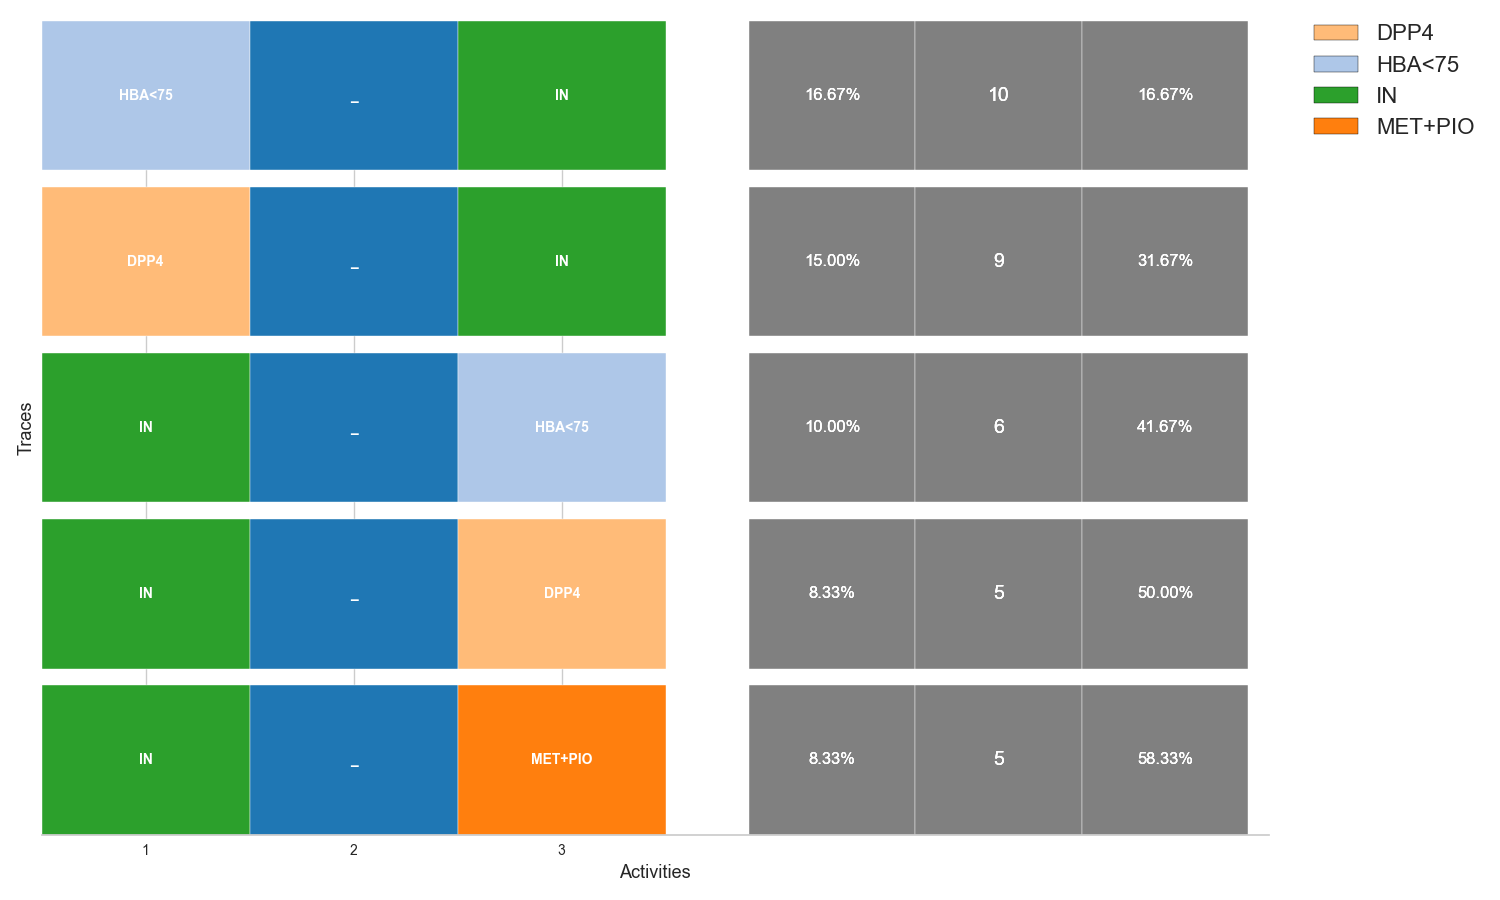 HBA<75 _ IN 16.67% 10 16.67%
DPP4 _ IN 15.00% 9 31.67%
IN _ HBA<75 10.00% 6 41.67%
IN _ DPP4 8.33% 5 50.00%
IN _ MET+PIO 8.33% 5 58.33%
1 2 3
Activities
Traces
DPP4
HBA<75
IN
MET+PIO